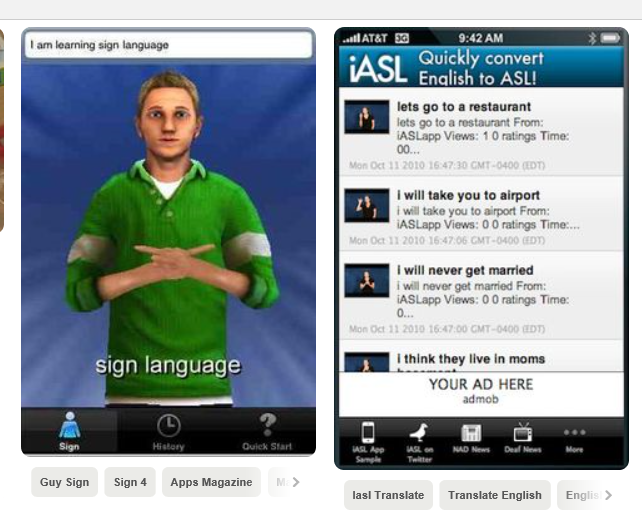 I am learning sign language
sign language
Sign
History
Quick Start
Guy Sign
Sign 4
Apps Magazine
AT&T 3G 9:42 AM
iASL
Quickly convert
English to ASL!
lets go to a restaurant
lets go to a restaurant From:
iASLapp Views: 1 0 ratings Time:
00...
Mon Oct 11 2010 16:47:30 GMT-0400 (EDT)
i will take you to airport
i will take you to airport From:
iASLapp Views: 0 0 ratings Time:...
Mon Oct 11 2010 16:47:06 GMT-0400 (EDT)
i will never get married
i will never get married From:
iASLapp Views: 0 0 ratings Time:
0...
Mon Oct 11 2010 16:47:00 GMT-0400 (EDT)
i think they live in moms
YOUR AD HERE
admob
iASL App
Sample
iASL on
Twitter
NAD News
Deaf News
More
Iasl Translate
Translate English